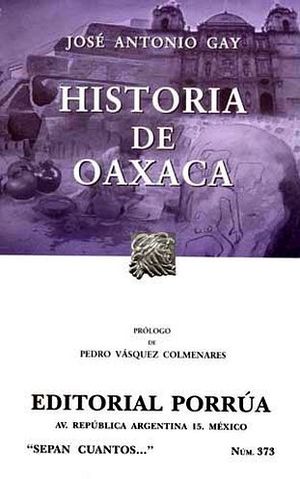 JOSÉ ANTONIO GAY
HISTORIA
DE
OAXACA
PRÓLOGO
DE
PEDRO VÁSQUEZ COLMENARES
EDITORIAL PORRÚA
AV. REPÚBLICA ARGENTINA 15. MÉXICO
"SEPAN CUANTOS..." NÚM. 373